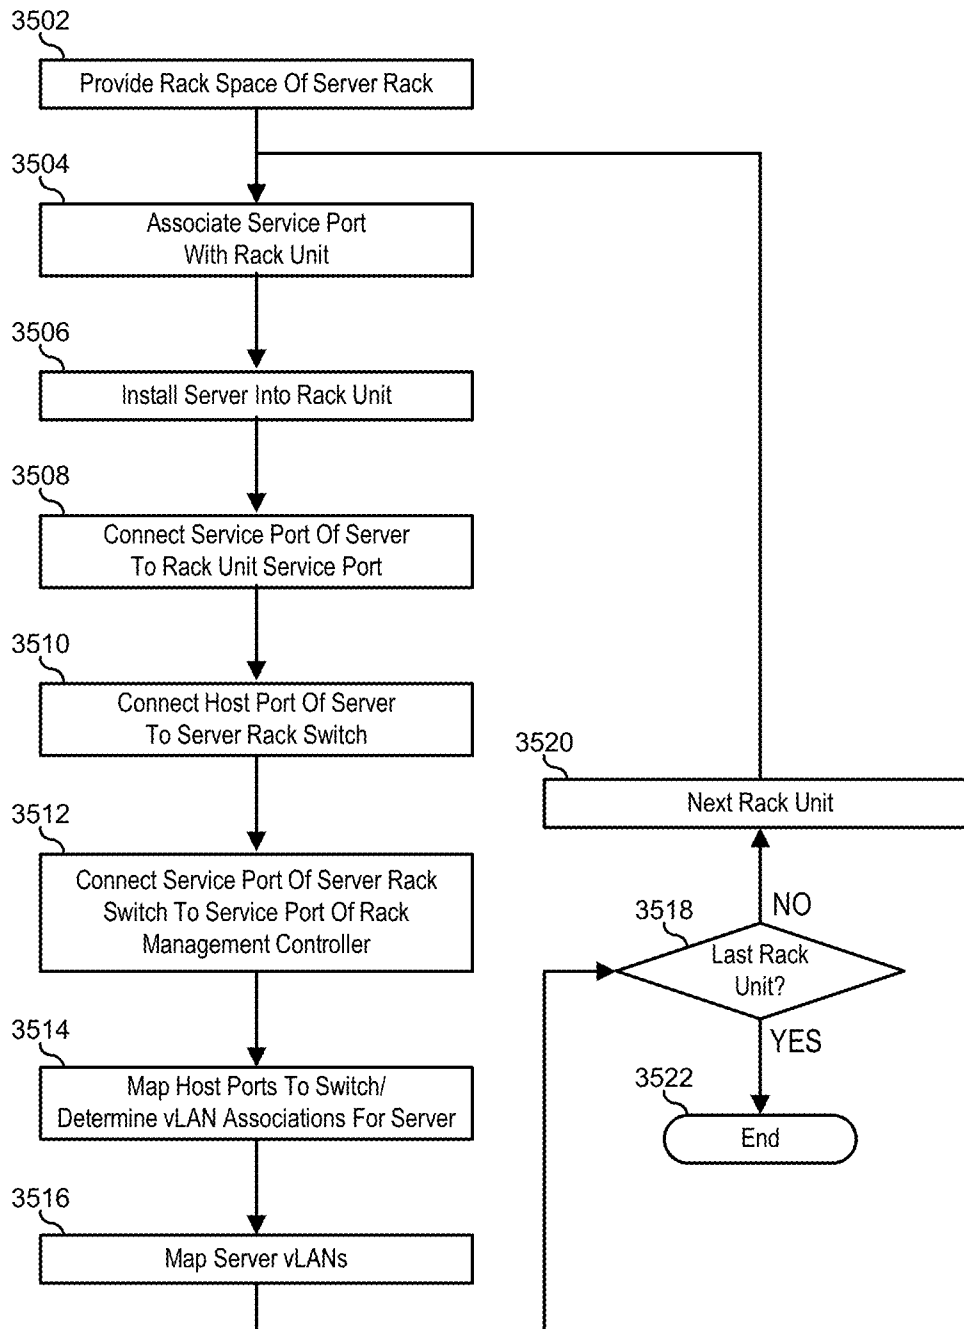 3502
Provide Rack Space Of Server Rack
3504
Associate Service Port
With Rack Unit
3506
Install Server Into Rack Unit
3508
Connect Service Port Of Server
To Rack Unit Service Port
3510
Connect Host Port Of Server
To Server Rack Switch
3512
Connect Service Port Of Server Rack
Switch To Service Port Of Rack
Management Controller
3514
Map Host Ports To Switch/
Determine vLAN Associations For Server
3516
Map Server vLANs
3518
Last Rack
Unit?
NO
3520
Next Rack Unit
YES
3522
End